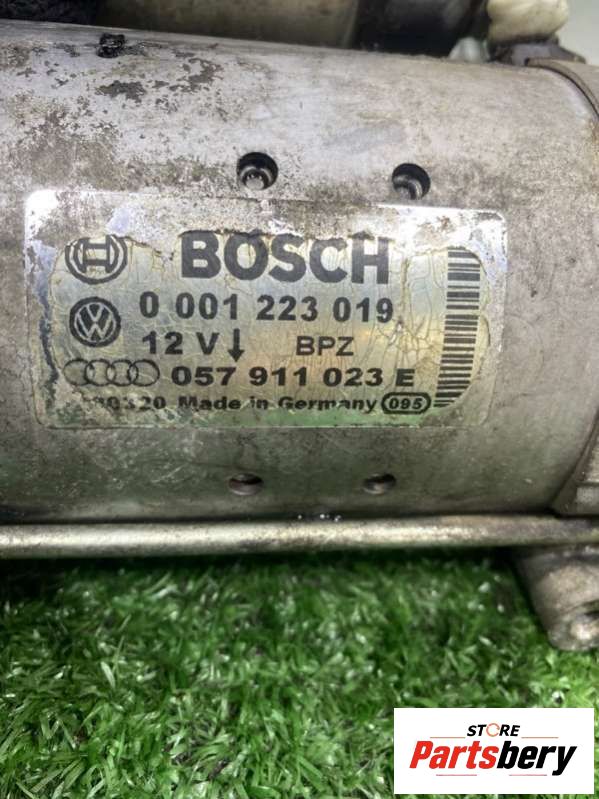 BOSCH
0 001 223 019
12 V BPZ
057 911 023 E
Made in Germany 095
STORE
Partsbery